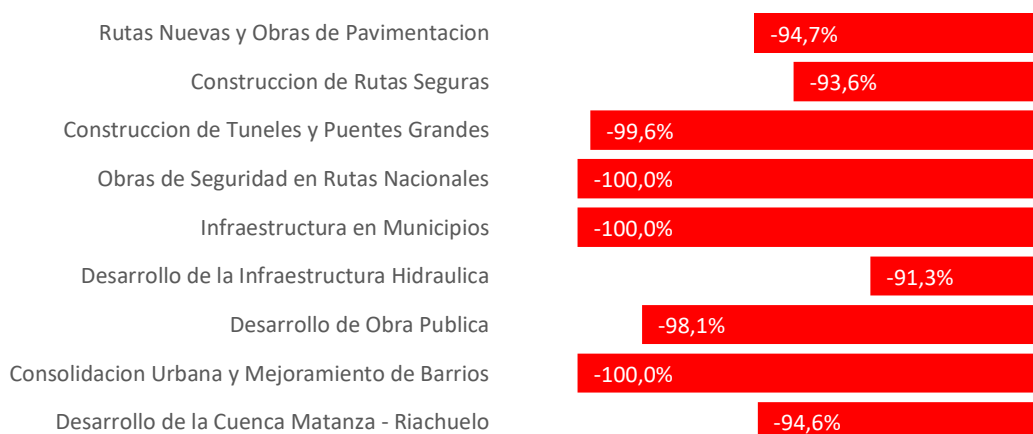 Rutas Nuevas y Obras de Pavimentacion -94,7%
Construccion de Rutas Seguras -93,6%
Construccion de Tuneles y Puentes Grandes -99,6%
Obras de Seguridad en Rutas Nacionales -100,0%
Infraestructura en Municipios -100,0%
Desarrollo de la Infraestructura Hidraulica -91,3%
Desarrollo de Obra Publica -98,1%
Consolidacion Urbana y Mejoramiento de Barrios -100,0%
Desarrollo de la Cuenca Matanza - Riachuelo -94,6%